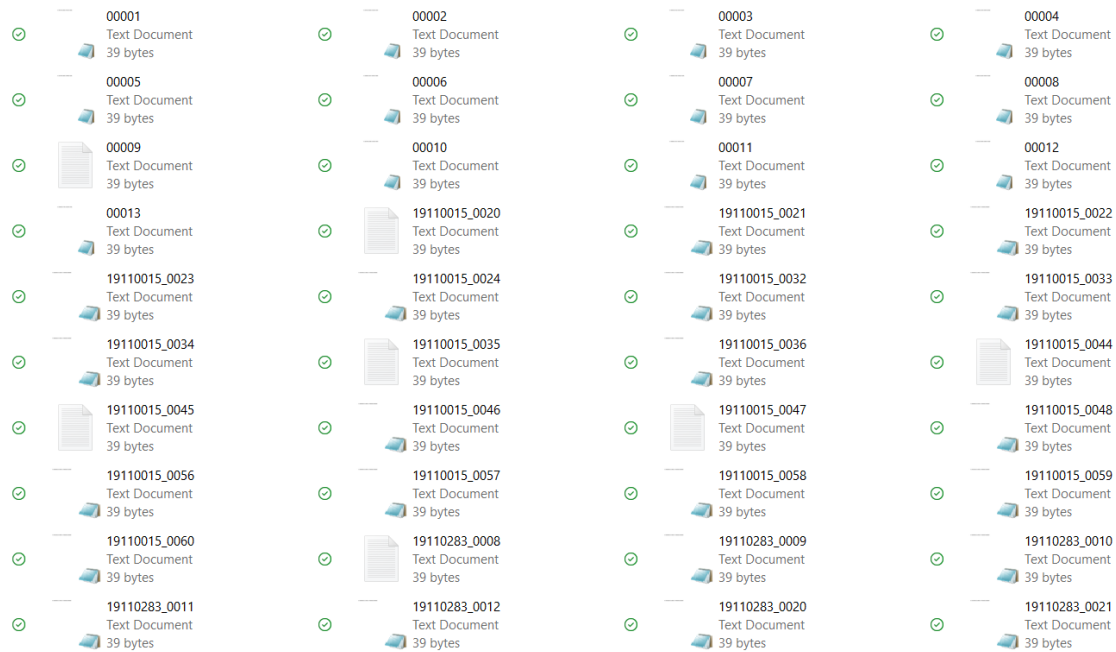 00001
Text Document
39 bytes
00002
Text Document
39 bytes
00003
Text Document
39 bytes
00004
Text Document
39 bytes
00005
Text Document
39 bytes
00006
Text Document
39 bytes
00007
Text Document
39 bytes
00008
Text Document
39 bytes
00009
Text Document
39 bytes
00010
Text Document
39 bytes
00011
Text Document
39 bytes
00012
Text Document
39 bytes
00013
Text Document
39 bytes
19110015_0020
Text Document
39 bytes
19110015_0021
Text Document
39 bytes
19110015_0022
Text Document
39 bytes
19110015_0023
Text Document
39 bytes
19110015_0024
Text Document
39 bytes
19110015_0032
Text Document
39 bytes
19110015_0033
Text Document
39 bytes
19110015_0034
Text Document
39 bytes
19110015_0035
Text Document
39 bytes
19110015_0036
Text Document
39 bytes
19110015_0044
Text Document
39 bytes
19110015_0045
Text Document
39 bytes
19110015_0046
Text Document
39 bytes
19110015_0047
Text Document
39 bytes
19110015_0048
Text Document
39 bytes
19110015_0056
Text Document
39 bytes
19110015_0057
Text Document
39 bytes
19110015_0058
Text Document
39 bytes
19110015_0059
Text Document
39 bytes
19110015_0060
Text Document
39 bytes
19110283_0008
Text Document
39 bytes
19110283_0009
Text Document
39 bytes
19110283_0010
Text Document
39 bytes
19110283_0011
Text Document
39 bytes
19110283_0012
Text Document
39 bytes
19110283_0020
Text Document
39 bytes
19110283_0021
Text Document
39 bytes